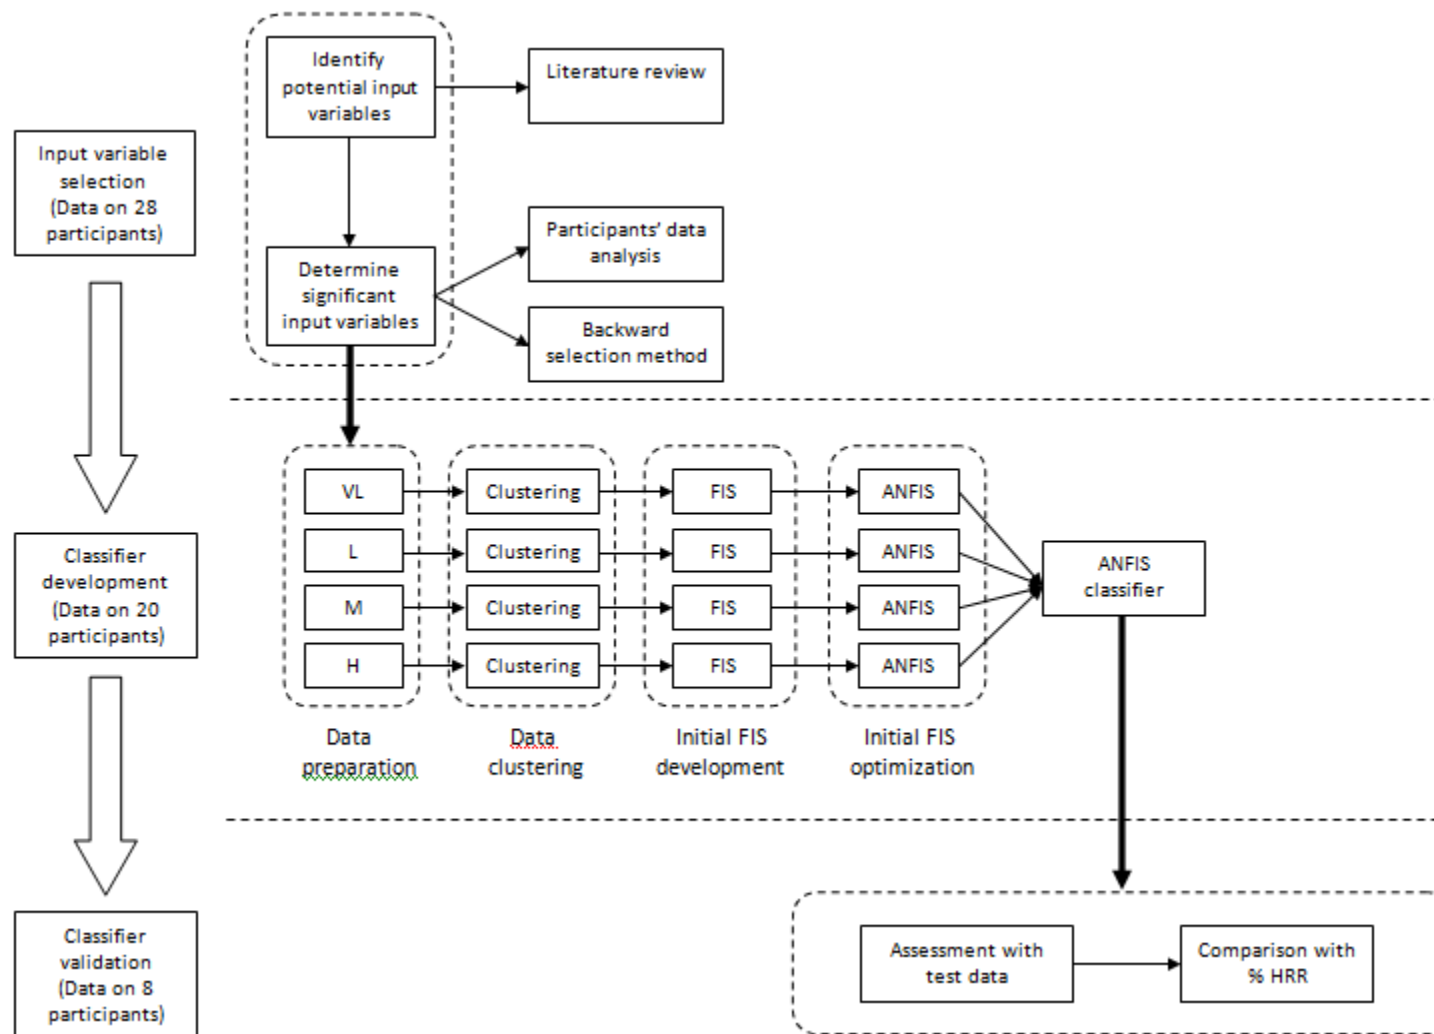 Identify
potential input
variables
Literature review
Input variable
selection
(Data on 28
participants)
Participants’ data
analysis
Determine
significant
input variables
Backward
selection method
VL
Clustering
FIS
ANFIS
L
Clustering
FIS
ANFIS
M
Clustering
FIS
ANFIS
H
Clustering
FIS
ANFIS
ANFIS
classifier
Classifier
development
(Data on 20
participants)
Data
preparation
Data
clustering
Initial FIS
development
Initial FIS
optimization
Classifier
validation
(Data on 8
participants)
Assessment with
test data
Comparison with
% HRR